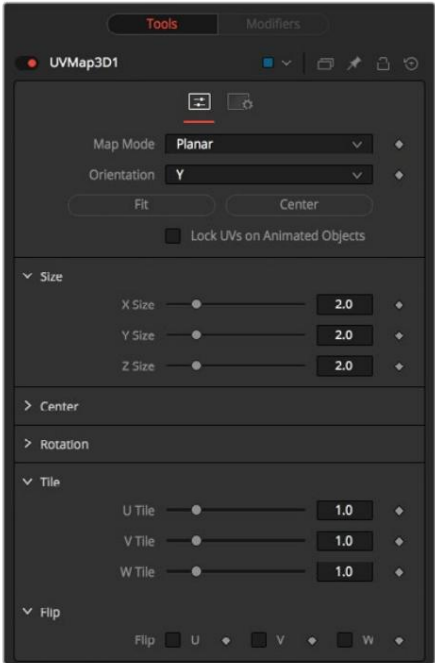 Tools Modifiers
UVMap3D1
Map Mode Planar
Orientation Y
Fit Center
Lock UVs on Animated Objects
Size
X Size 2.0
Y Size 2.0
Z Size 2.0
Center
Rotation
Tile
U Tile 1.0
V Tile 1.0
W Tile 1.0
Flip
Flip U V W